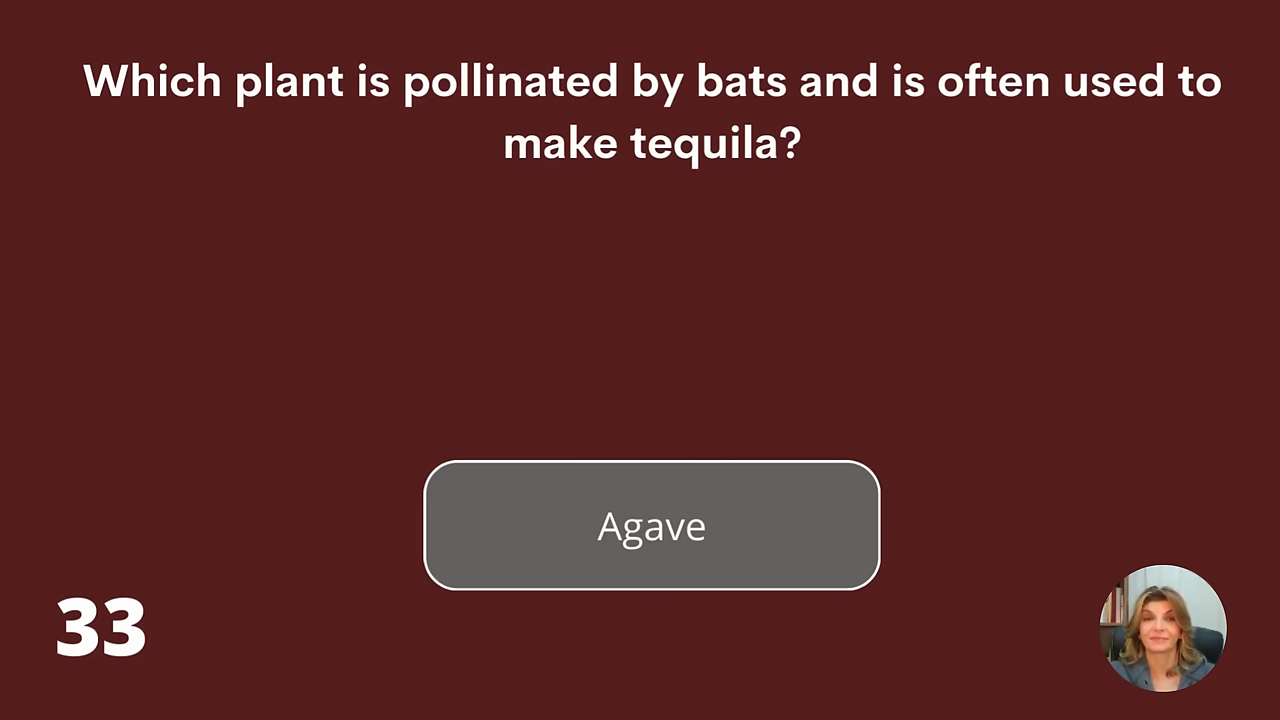 Which plant is pollinated by bats and is often used to
make tequila?
Agave
33